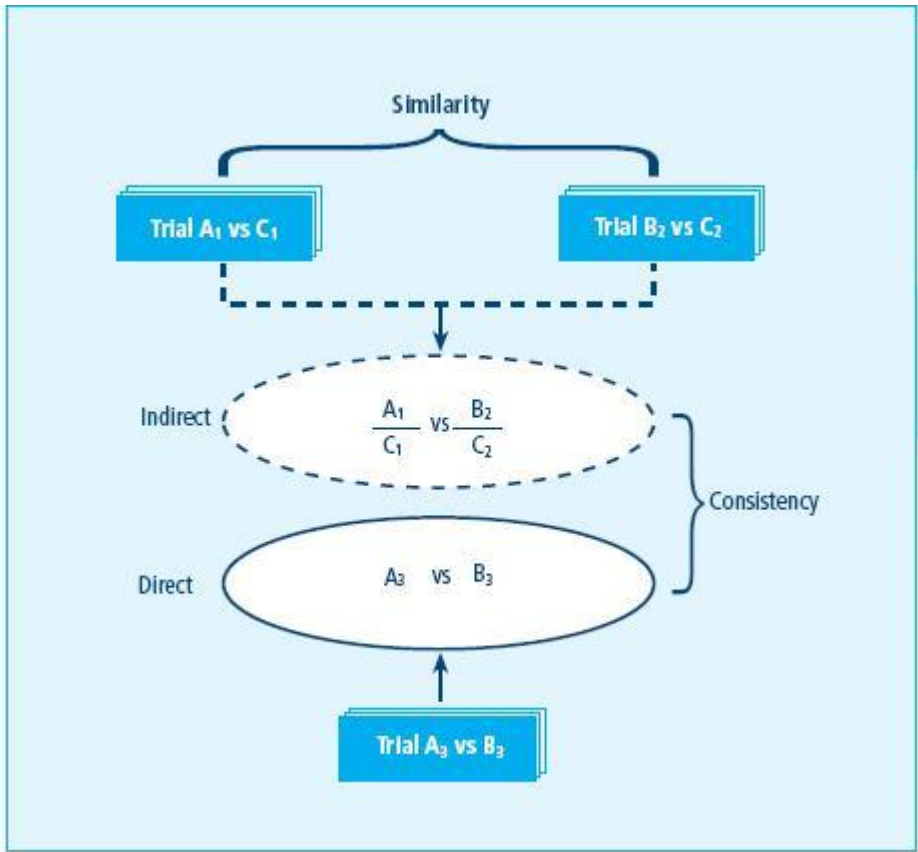 Similarity
Trial A₁ vs C₁
Trial B₂ vs C₂
Indirect
A₁
C₁
vs
B₂
C₂
Consistency
Direct
A₃ vs B₃
Trial A₃ vs B₃